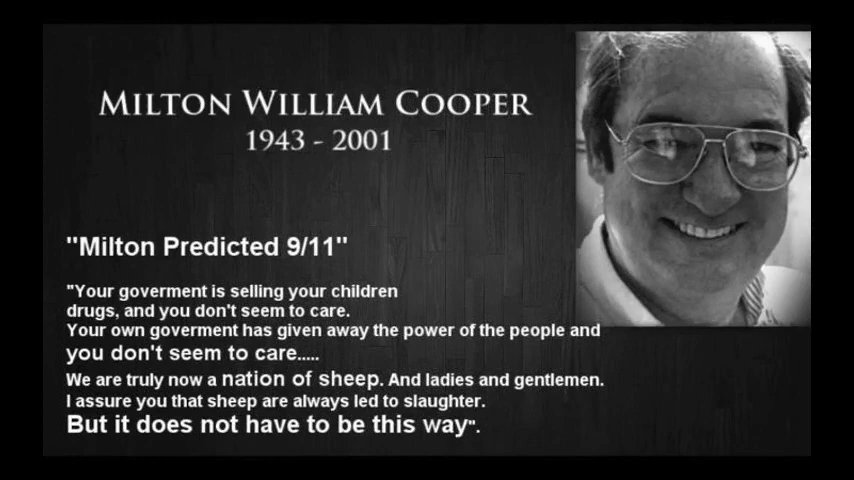 MILTON WILLIAM COOPER
1943 - 2001
"Milton Predicted 9/11"
"Your goverment is selling your children
drugs, and you don't seem to care.
Your own goverment has given away the power of the people and
you don't seem to care.....
We are truly now a nation of sheep. And ladies and gentlemen.
I assure you that sheep are always led to slaughter.
But it does not have to be this way".